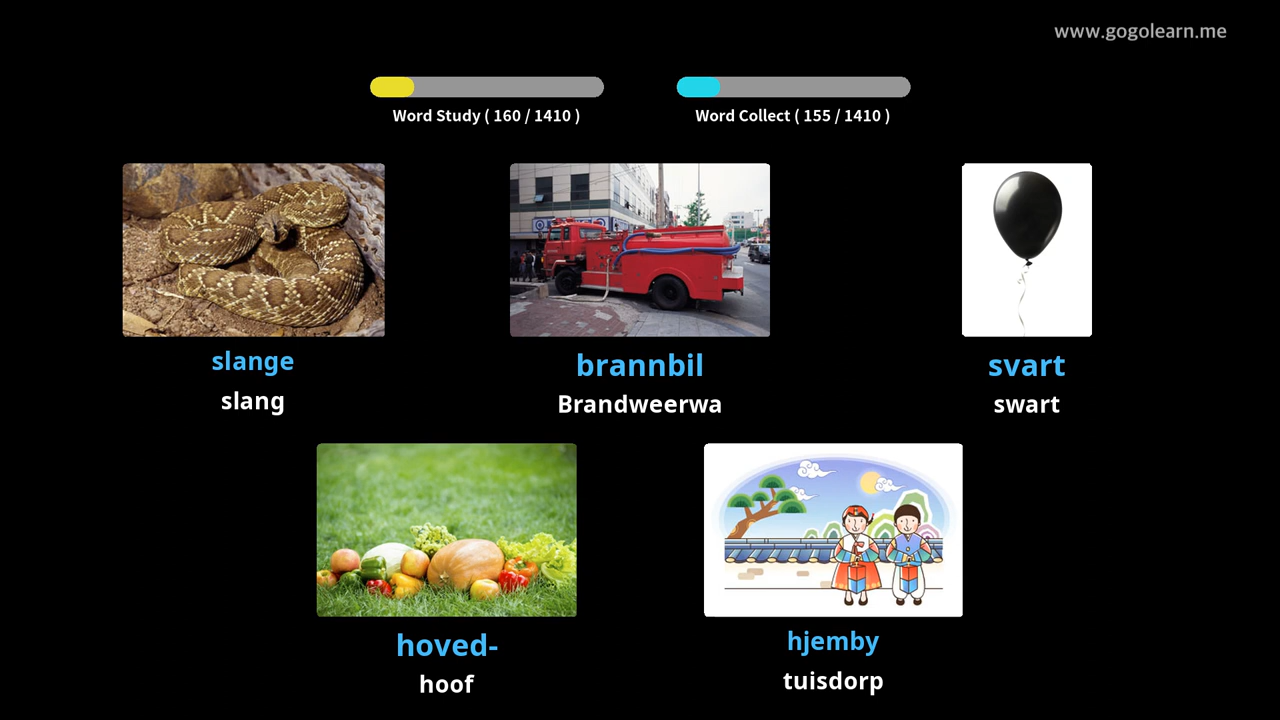 www.gogolearn.me
Word Study ( 160 / 1410 )
Word Collect ( 155 / 1410 )
slange
slang
brannbil
Brandweerwa
svart
swart
hoved-
hoof
hjemby
tuisdorp